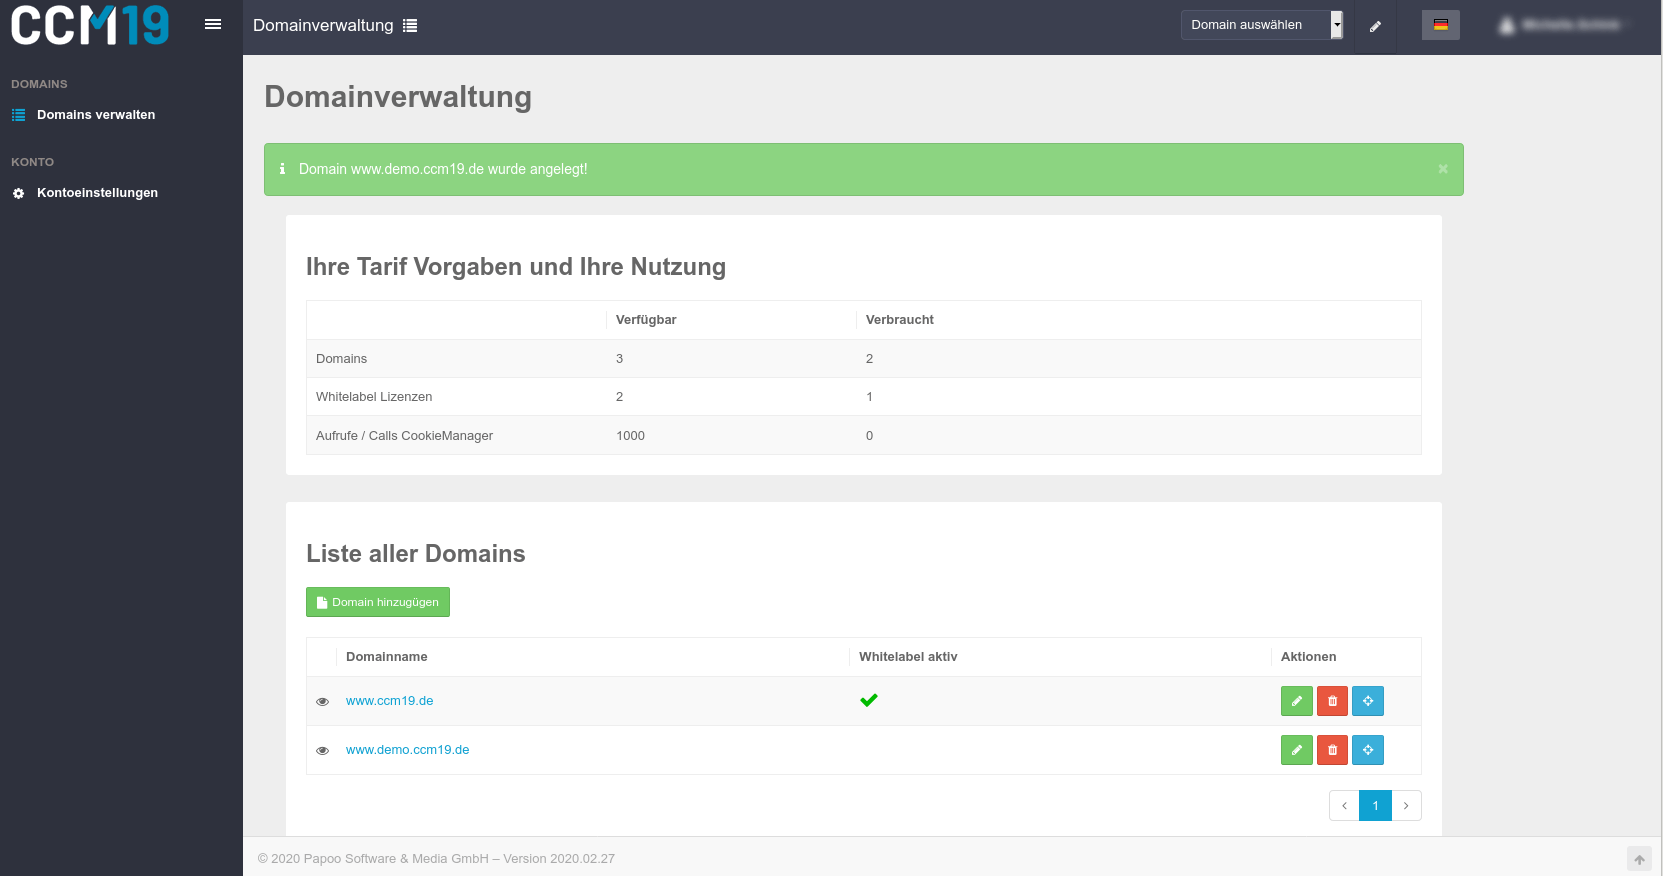 CCM19
Domainverwaltung
Domain auswählen
DOMAINS
Domains verwalten
KONTO
Kontoeinstellungen
Domainverwaltung
Domain www.demo.ccm19.de wurde angelegt!
Ihre Tarif Vorgaben und Ihre Nutzung
Verfügbar Verbraucht
Domains 3 2
Whitelabel Lizenzen 2 1
Aufrufe / Calls CookieManager 1000 0
Liste aller Domains
Domain hinzugügen
Domainname Whitelabel aktiv Aktionen
www.ccm19.de
www.demo.ccm19.de
1
© 2020 Papoo Software & Media GmbH – Version 2020.02.27